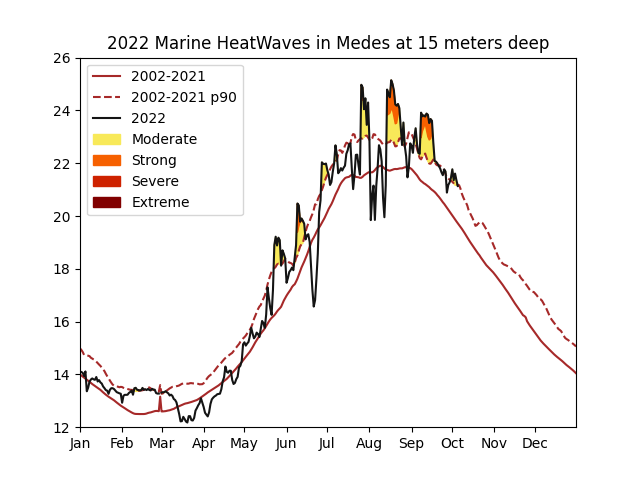 2022 Marine HeatWaves in Medes at 15 meters deep
2002-2021
2002-2021 p90
2022
Moderate
Strong
Severe
Extreme
26
24
22
20
18
16
14
12
Jan Feb Mar Apr May Jun Jul Aug Sep Oct Nov Dec